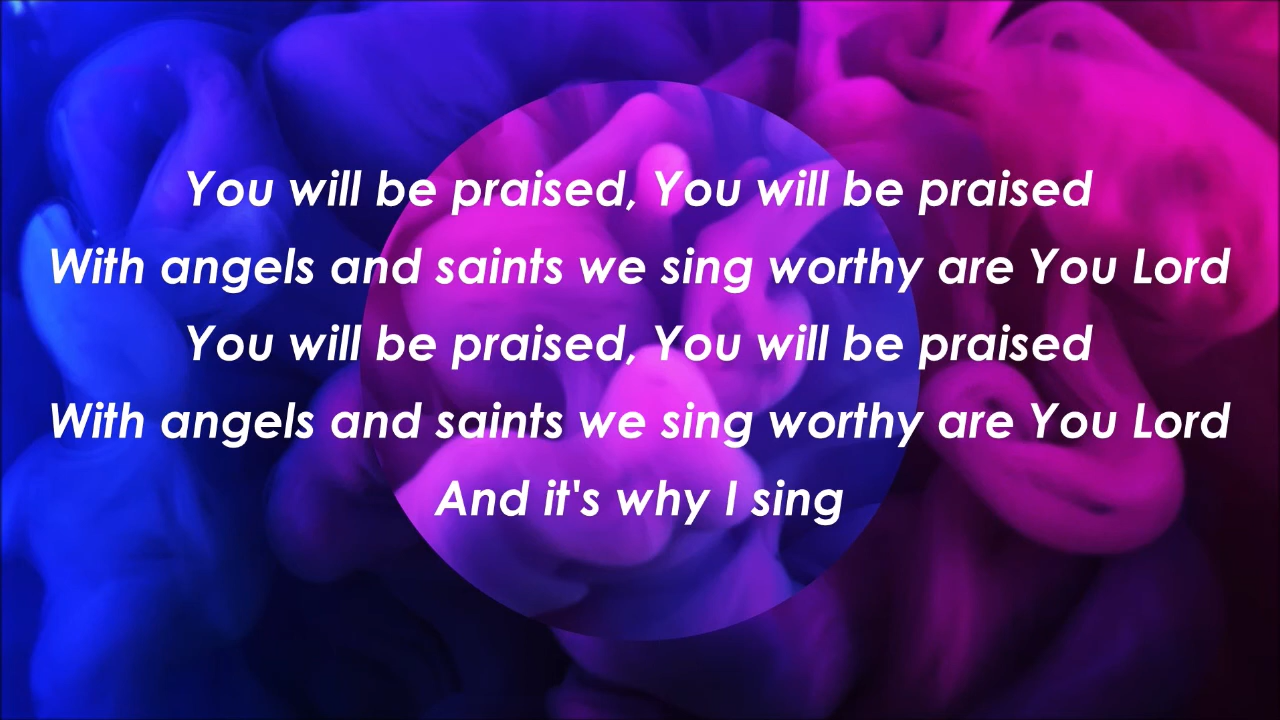 You will be praised, You will be praised
With angels and saints we sing worthy are You Lord
You will be praised, You will be praised
With angels and saints we sing worthy are You Lord
And it's why I sing